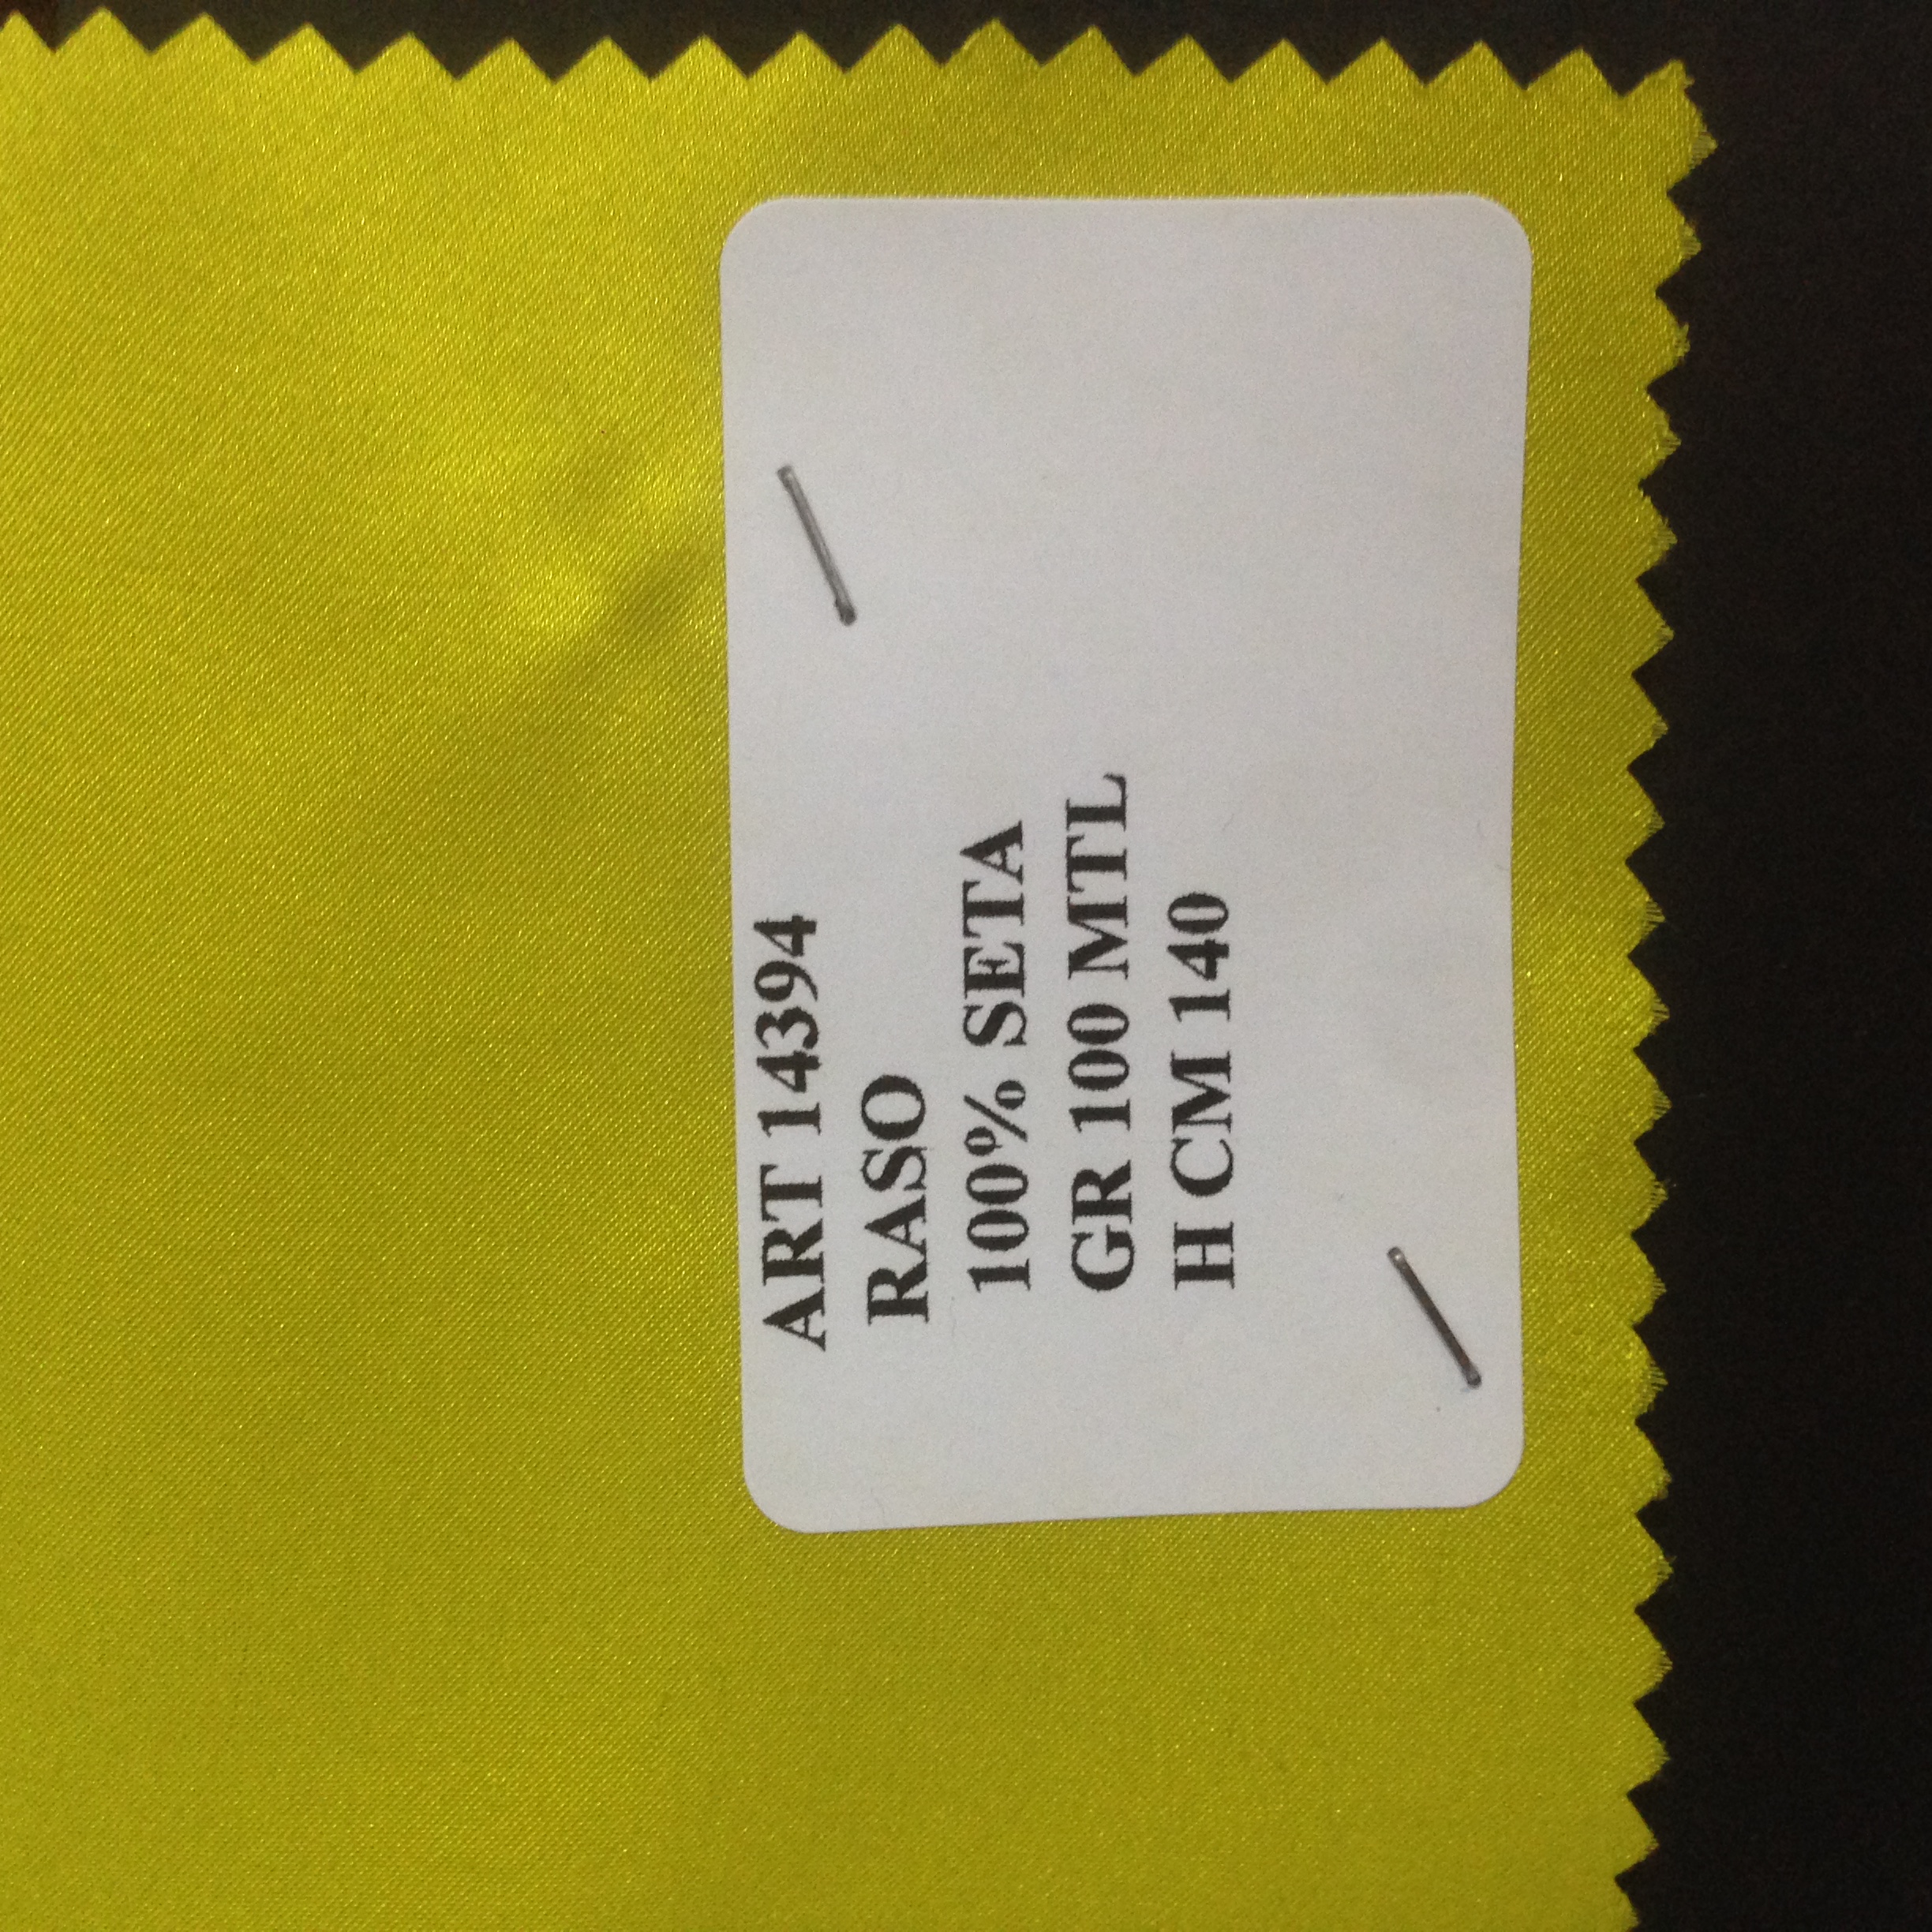 ART 14394
RASO
100% SETA
GR 100 MTL
H CM 140